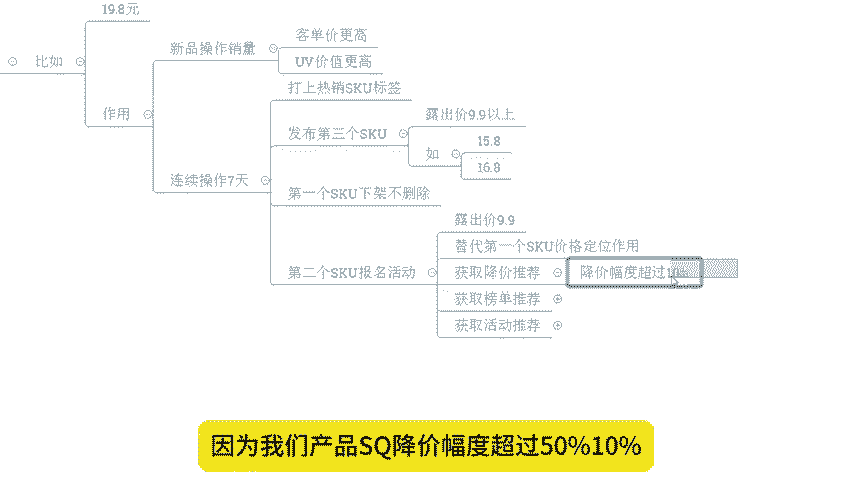 19.8元
比如
新品操作销量
客单价更高
UV价值更高
作用
打上热销SKU标签
发布第三个SKU
露出价9.9以上
如
15.8
16.8
连续操作7天
第一个SKU下架不删除
第二个SKU报名活动
露出价9.9
替代第一个SKU价格定位作用
获取降价推荐
降价幅度超过10%
获取榜单推荐
获取活动推荐
因为我们产品SQ降价幅度超过50%10%